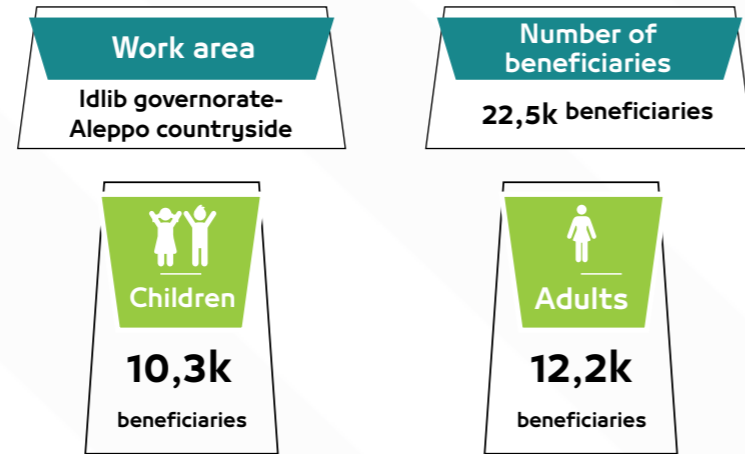 Work area
Idlib governorate-
Aleppo countryside
Number of
beneficiaries
22,5k beneficiaries
Children
10,3k
beneficiaries
Adults
12,2k
beneficiaries